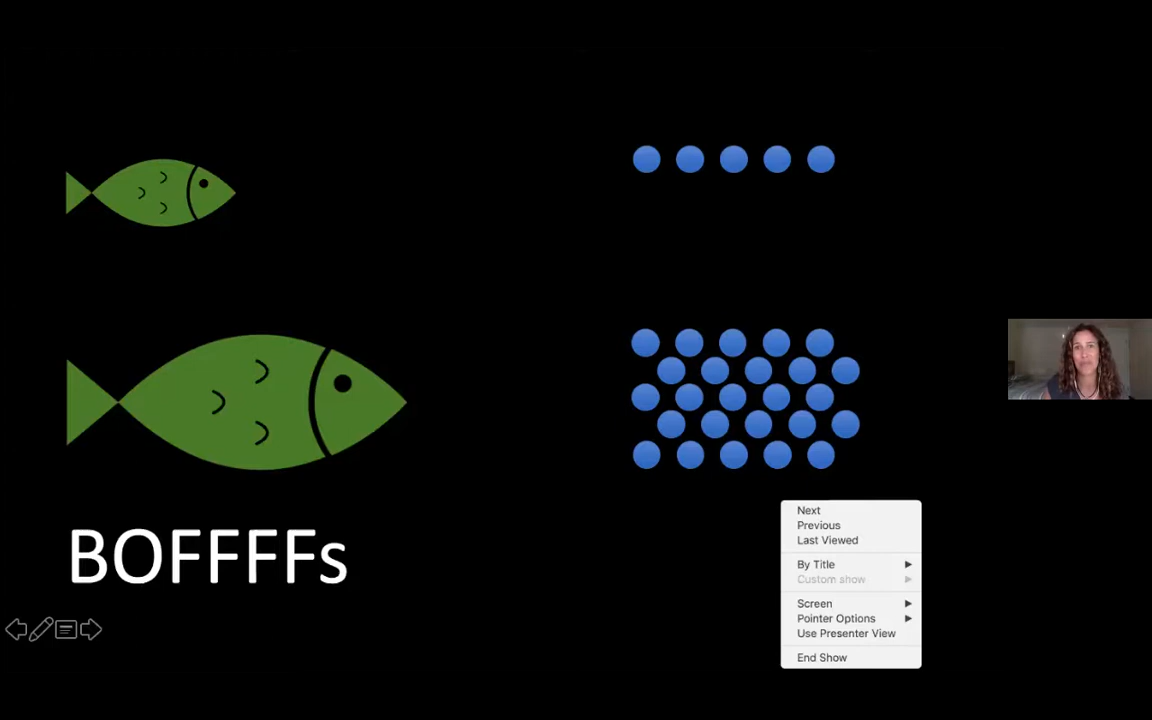 BOFFFFs
Next
Previous
Last Viewed
By Title
Custom show
Screen
Pointer Options
Use Presenter View
End Show